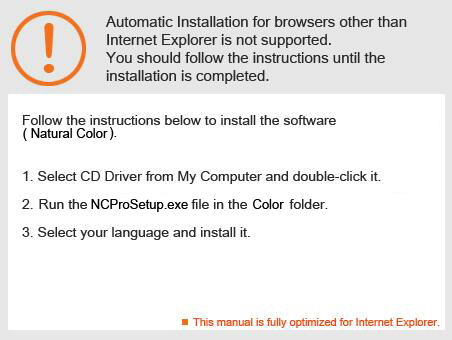 Automatic Installation for browsers other than
Internet Explorer is not supported.
You should follow the instructions until the
installation is completed.
Follow the instructions below to install the software
( Natural Color ).
1. Select CD Driver from My Computer and double-click it.
2. Run the NCProSetup.exe file in the Color folder.
3. Select your language and install it.
This manual is fully optimized for Internet Explorer.